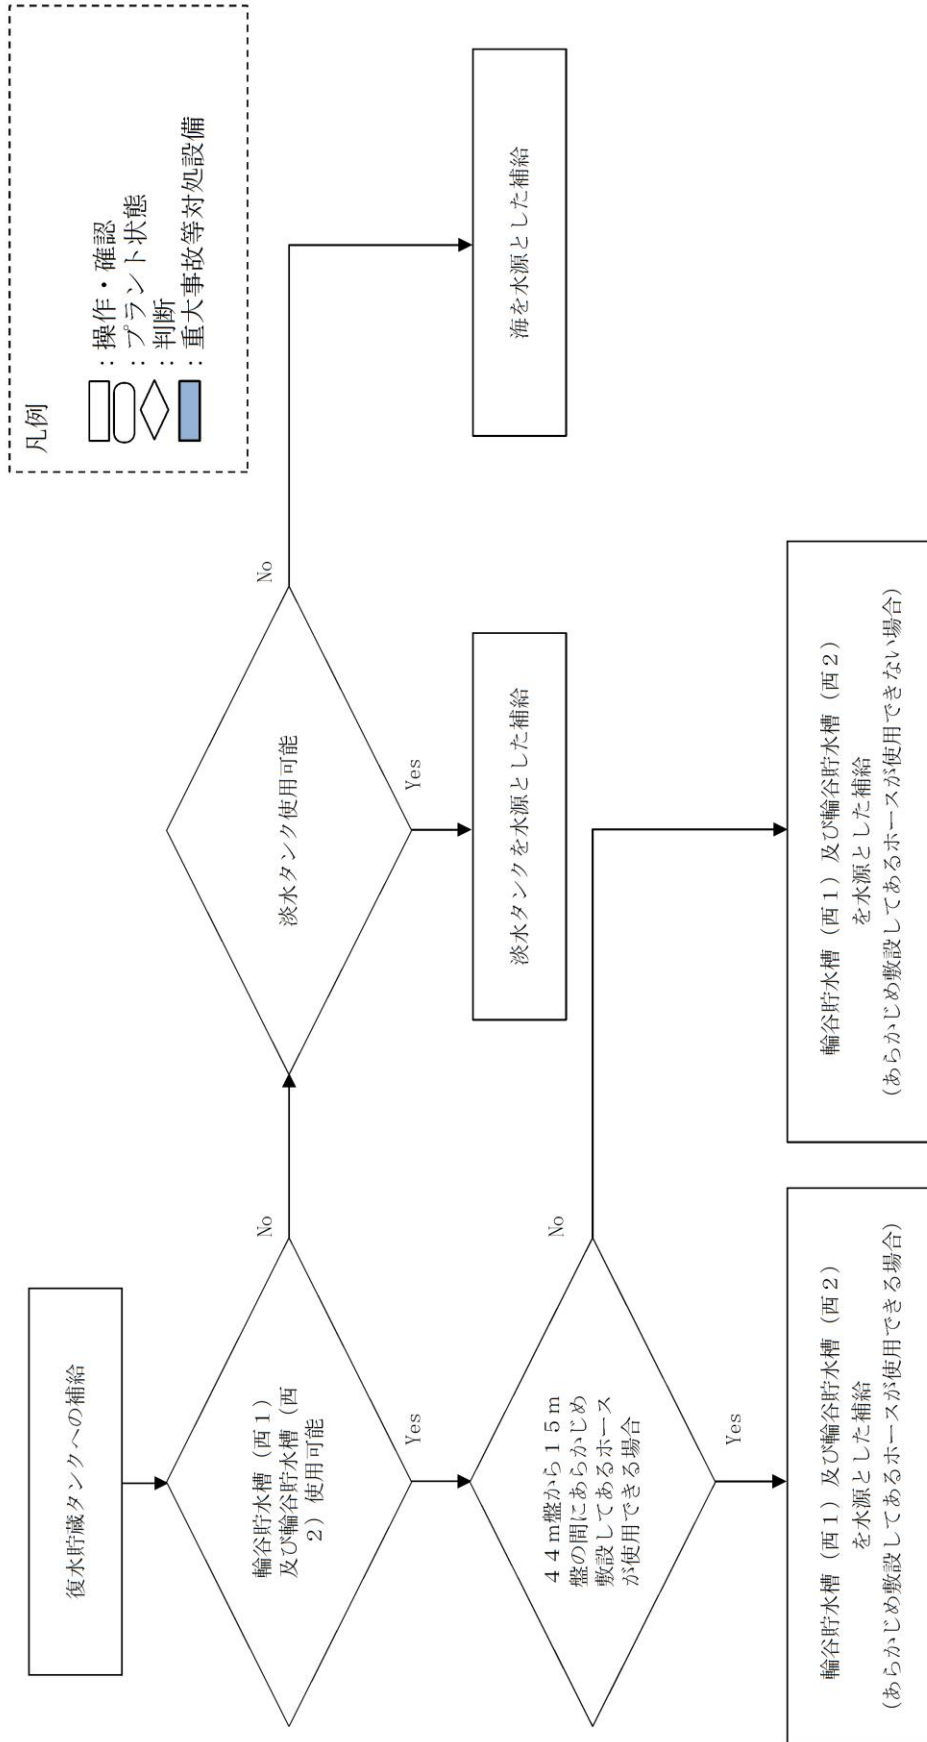 凡例
：操作・確認
：プラント状態
：判断
：重大事故等対処設備
復水貯蔵タンクへの補給
輪谷貯水槽（西１）
及び輪谷貯水槽（西
２）使用可能
No
Yes
淡水タンク使用可能
No
Yes
海を水源とした補給
淡水タンクを水源とした補給
４４ｍ盤から１５ｍ
盤の間にあらかじめ
敷設してあるホース
が使用できる場合
No
Yes
輪谷貯水槽（西１）及び輪谷貯水槽（西２）
を水源とした補給
（あらかじめ敷設してあるホースが使用できる場合）
輪谷貯水槽（西１）及び輪谷貯水槽（西２）
を水源とした補給
（あらかじめ敷設してあるホースが使用できない場合）